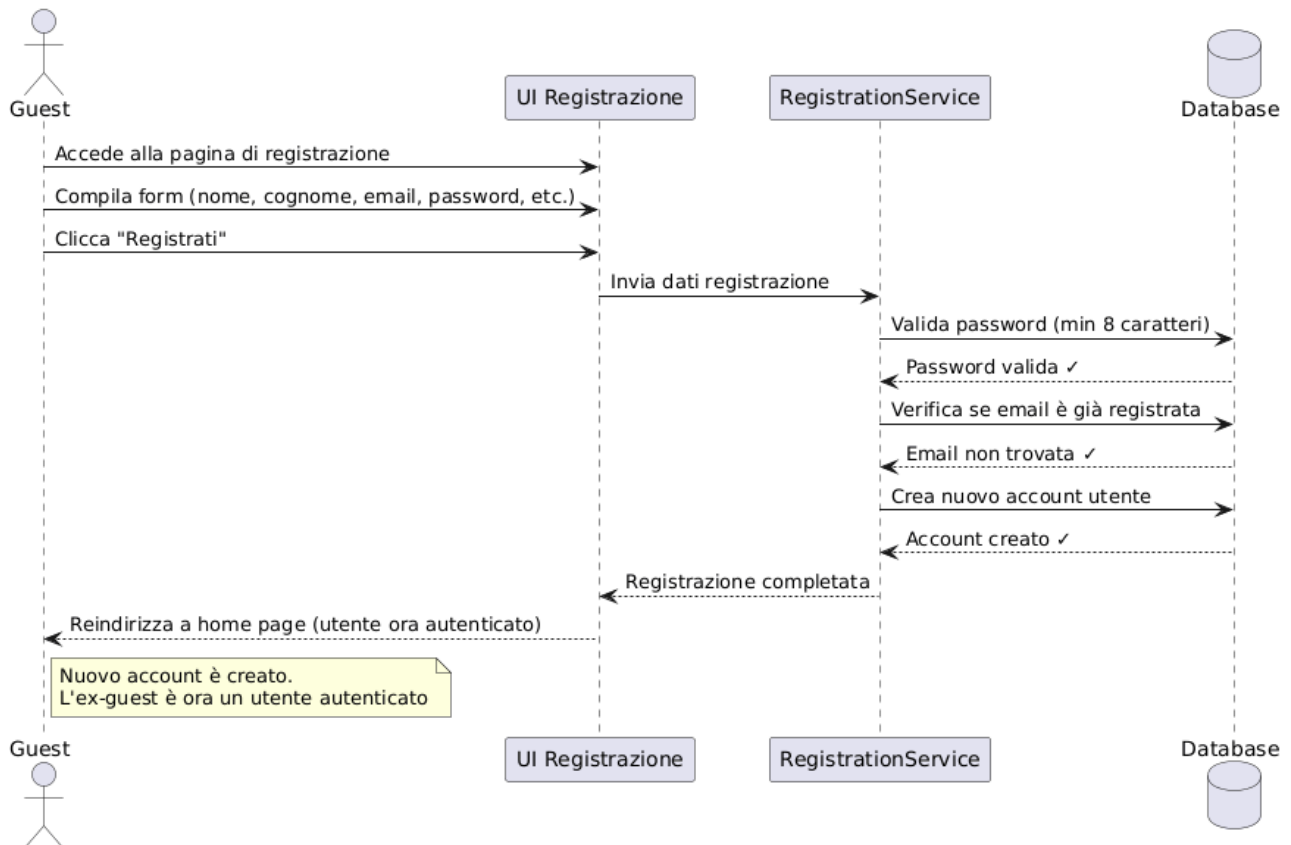 Guest
UI Registrazione
RegistrationService
Database
Accede alla pagina di registrazione
Compila form (nome, cognome, email, password, etc.)
Clicca "Registrati"
Invia dati registrazione
Valida password (min 8 caratteri)
Password valida ✓
Verifica se email è già registrata
Email non trovata ✓
Crea nuovo account utente
Account creato ✓
Registrazione completata
Reindirizza a home page (utente ora autenticato)
Nuovo account è creato.
L'ex-guest è ora un utente autenticato
Guest
UI Registrazione
RegistrationService
Database